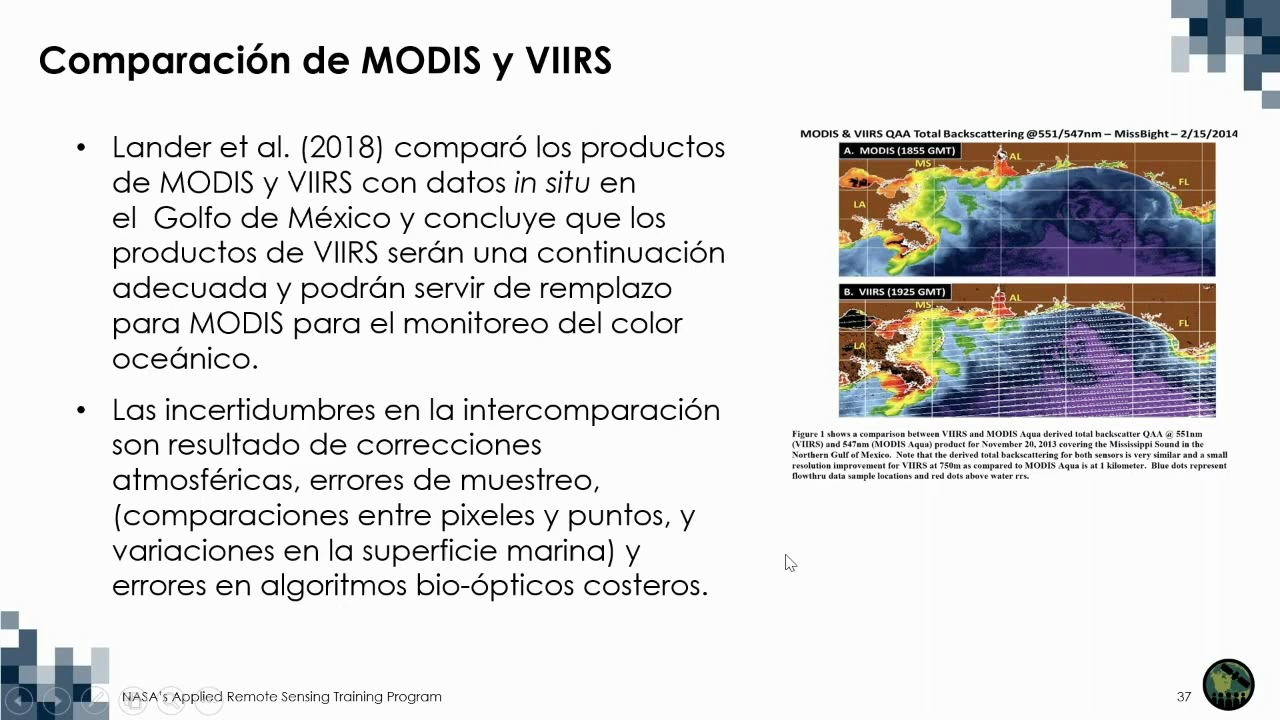 Comparación de MODIS y VIIRS
• Lander et al. (2018) comparó los productos
de MODIS y VIIRS con datos in situ en
el Golfo de México y concluye que los
productos de VIIRS serán una continuación
adecuada y podrán servir de remplazo
para MODIS para el monitoreo del color
oceánico.
• Las incertidumbres en la intercomparación
son resultado de correcciones
atmosféricas, errores de muestreo,
(comparaciones entre pixeles y puntos, y
variaciones en la superficie marina) y
errores en algoritmos bio-ópticos costeros.
MODIS & VIIRS QAA Total Backscattering @551/547nm – MissBight – 2/15/2014
A. MODIS (1855 GMT)
MS
AL
FL
LA
B. VIIRS (1925 GMT)
MS
AL
FL
LA
Figure 1 shows a comparison between VIIRS and MODIS Aqua derived total backscatter QAA @ 551nm
(VIIRS) and 547nm (MODIS Aqua) product for November 20, 2013 covering the Mississippi Sound in the
Northern Gulf of Mexico. Note that the derived total backscattering for both sensors is very similar and a small
resolution improvement for VIIRS at 750m as compared to MODIS Aqua is at 1 kilometer. Blue dots represent
flowthru data sample locations and red dots above water rrs.
NASA's Applied Remote Sensing Training Program
37